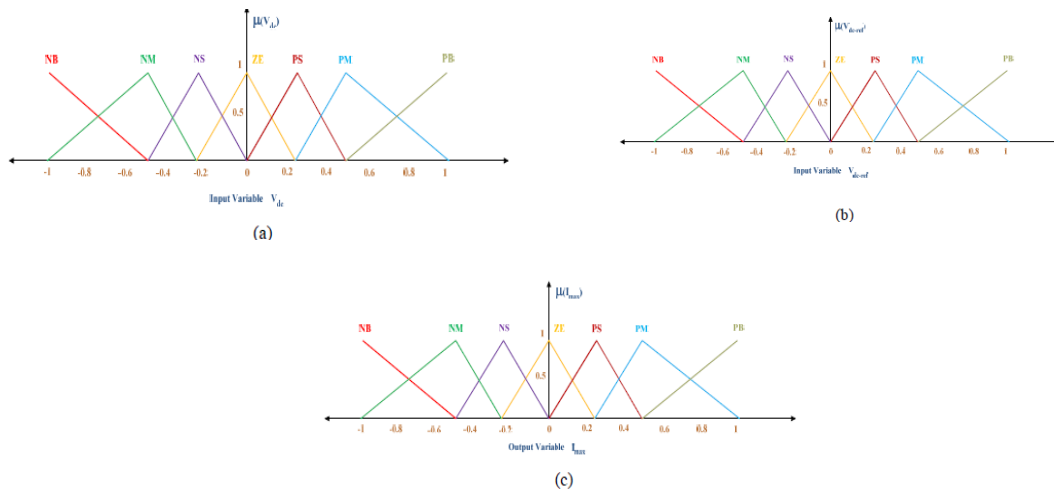 μ(Vdc)
NB NM NS ZE PS PM PB
1
0.5
-1 -0.8 -0.6 -0.4 -0.2 0 0.2 0.4 0.6 0.8 1
Input Variable Vdc
(a)
μ(Vdc-ref)
NB NM NS ZE PS PM PB
1
0.5
-1 -0.8 -0.6 -0.4 -0.2 0 0.2 0.4 0.6 0.8 1
Input Variable Vdc-ref
(b)
μ(Imax)
NB NM NS ZE PS PM PB
1
0.5
-1 -0.8 -0.6 -0.4 -0.2 0 0.2 0.4 0.6 0.8 1
Output Variable Imax
(c)